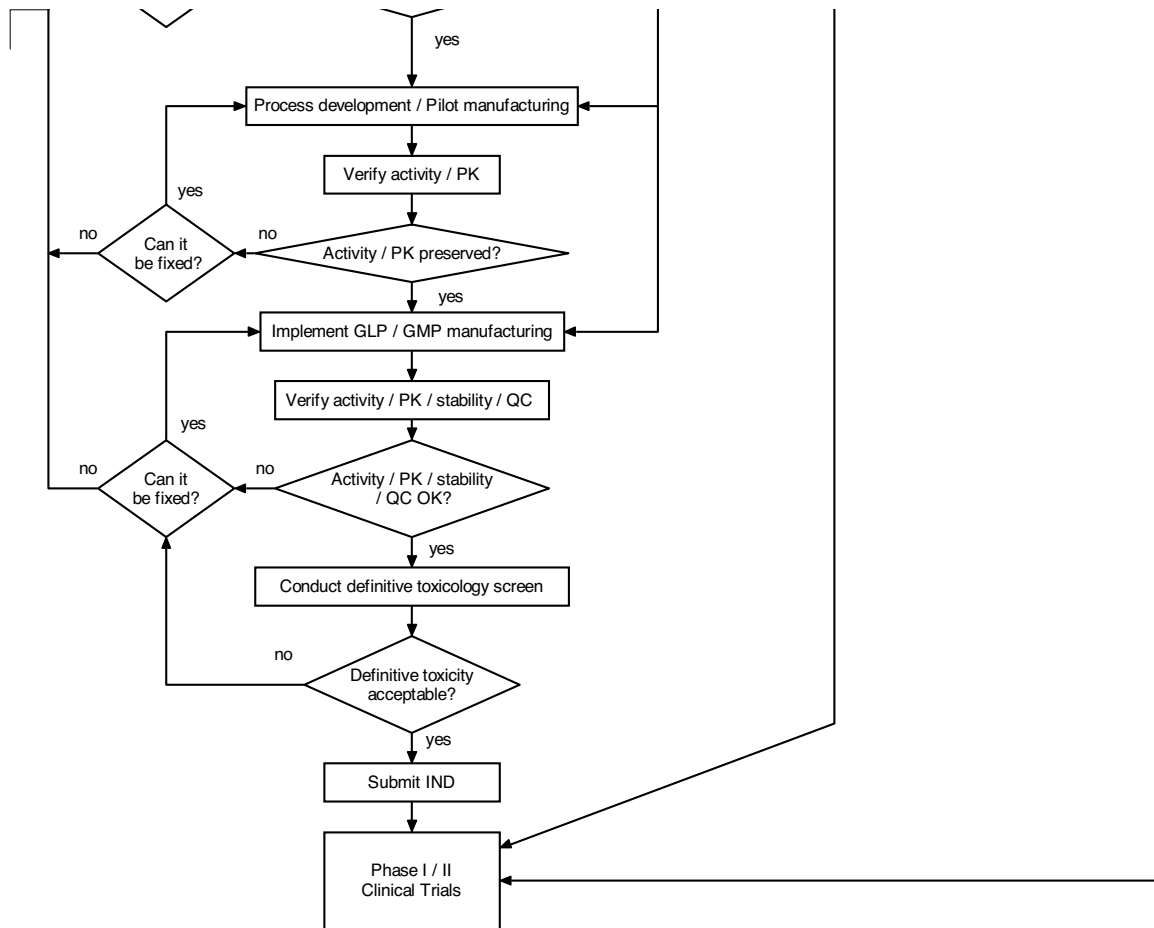 yes
Process development / Pilot manufacturing
Verify activity / PK
yes
no
Can it
be fixed?
no
Activity / PK preserved?
yes
Implement GLP / GMP manufacturing
Verify activity / PK / stability / QC
yes
no
Can it
be fixed?
no
Activity / PK / stability
/ QC OK?
yes
Conduct definitive toxicology screen
no
Definitive toxicity
acceptable?
yes
Submit IND
Phase I / II
Clinical Trials